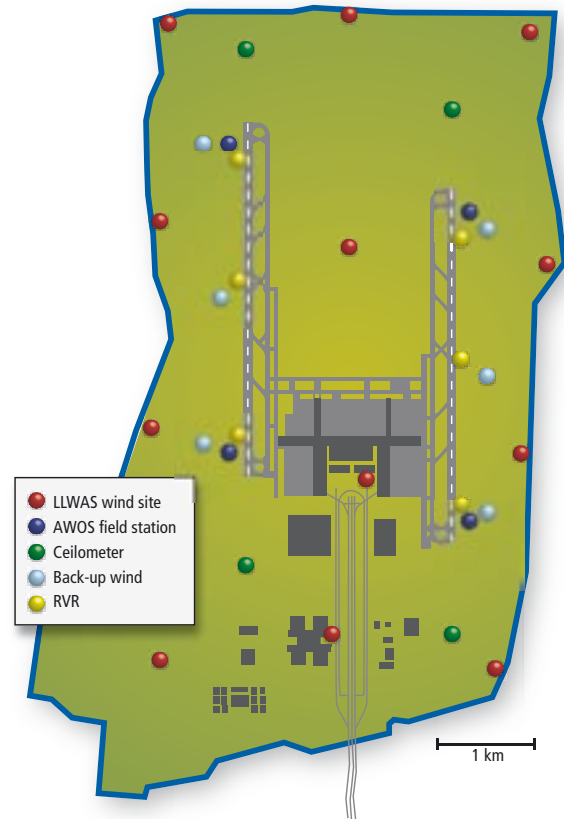 LLWAS wind site
AWOS field station
Ceilometer
Back-up wind
RVR
1 km